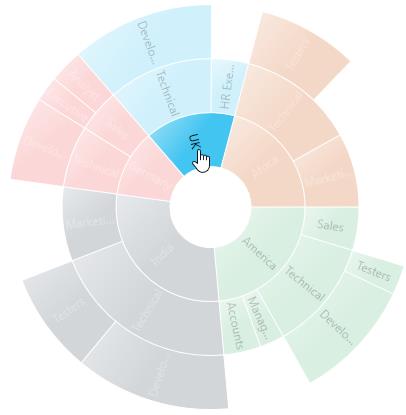 Develo...
Technical
HR Exe...
UK
Testers
Technical
Africa
Marketi...
America
Sales
Technical
Testers
Develo...
Manag...
Accounts
India
Technical
Develo...
Testers
Marketi...
Germany
Technical
Develo...
Sales